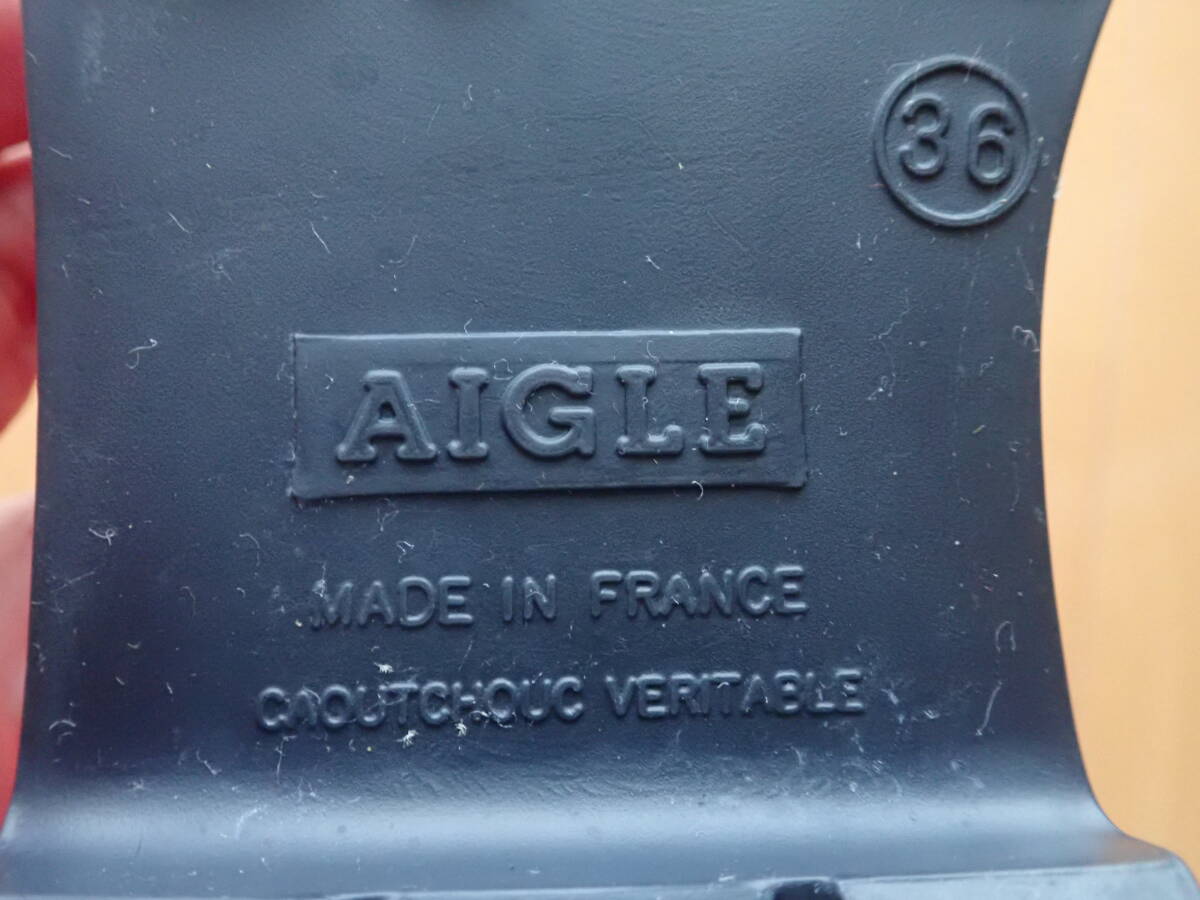 36
AIGLE
MADE IN FRANCE
CAOUTCHOUC VERITABLE